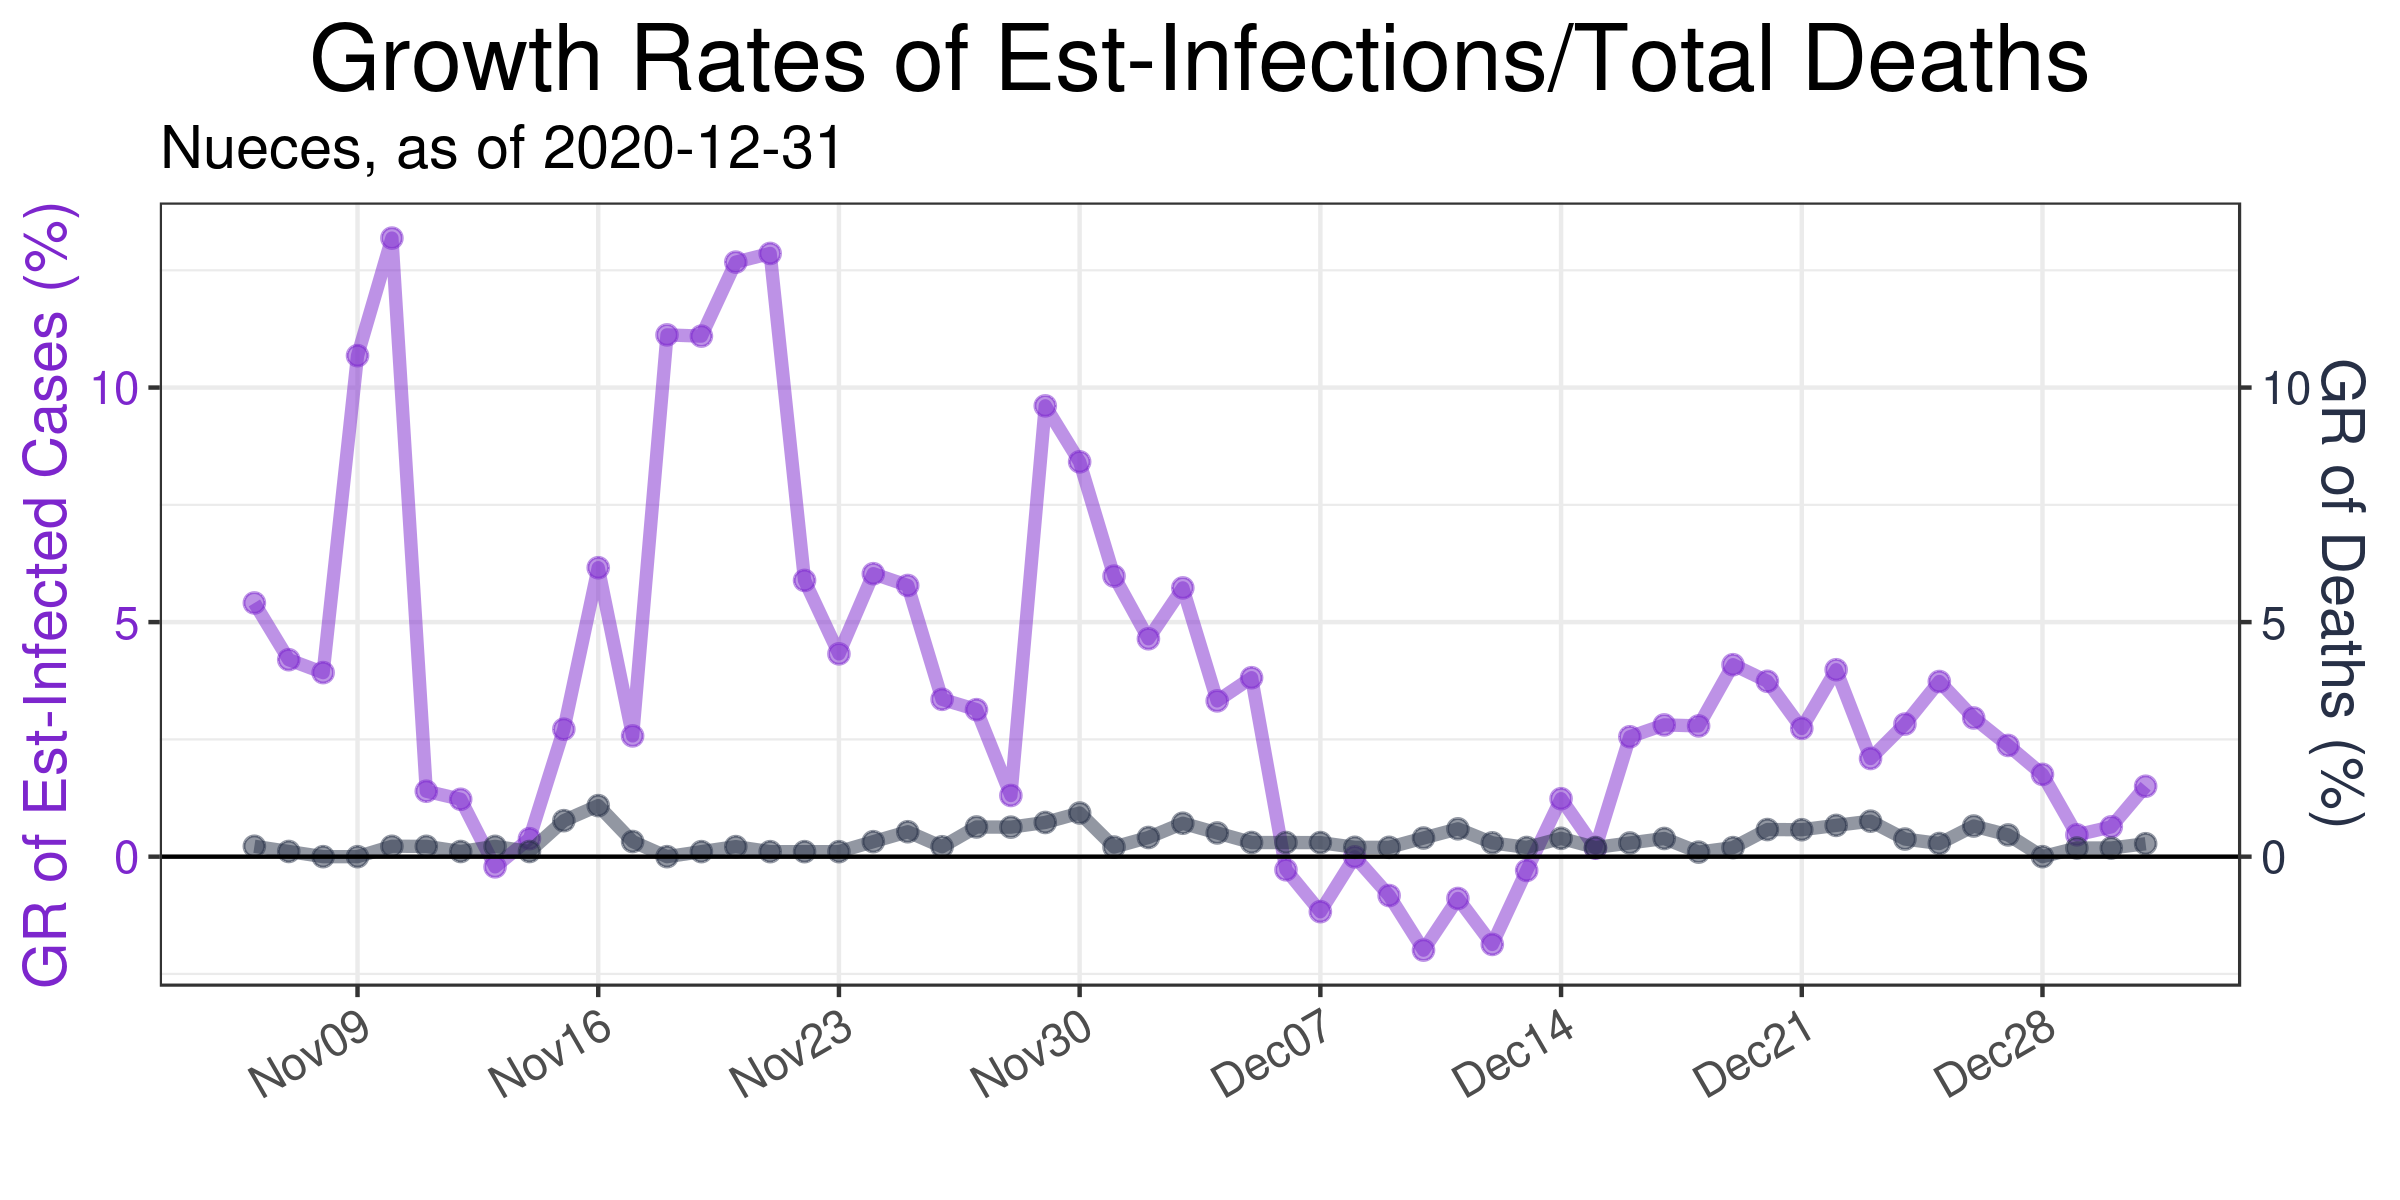 Growth Rates of Est-Infections/Total Deaths
Nueces, as of 2020-12-31
GR of Est-Infected Cases (%)
10
5
0
10
5
0
GR of Deaths (%)
Nov09
Nov16
Nov23
Nov30
Dec07
Dec14
Dec21
Dec28